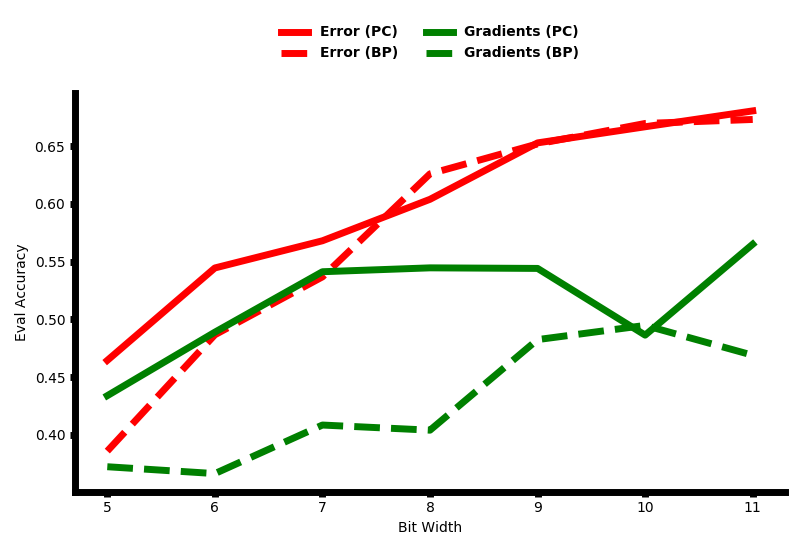 Error (PC) Gradients (PC)
Error (BP) Gradients (BP)
0.65
0.60
0.55
0.50
0.45
0.40
Eval Accuracy
5 6 7 8 9 10 11
Bit Width